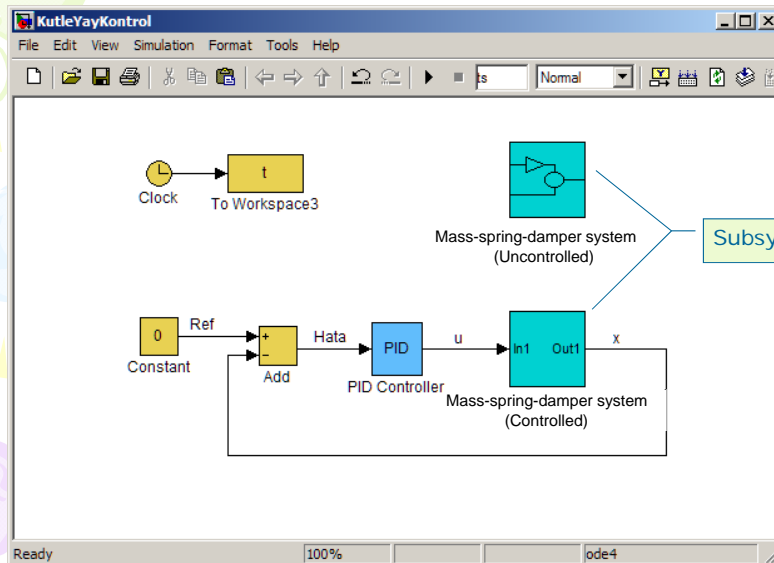 KutleYayKontrol
File Edit View Simulation Format Tools Help
ts Normal
t
Clock To Workspace3
Mass-spring-damper system
(Uncontrolled)
Subsy
0 Ref
Constant
+
−
Add
Hata
PID
PID Controller
u
In1 Out1
x
Mass-spring-damper system
(Controlled)
Ready 100% ode4